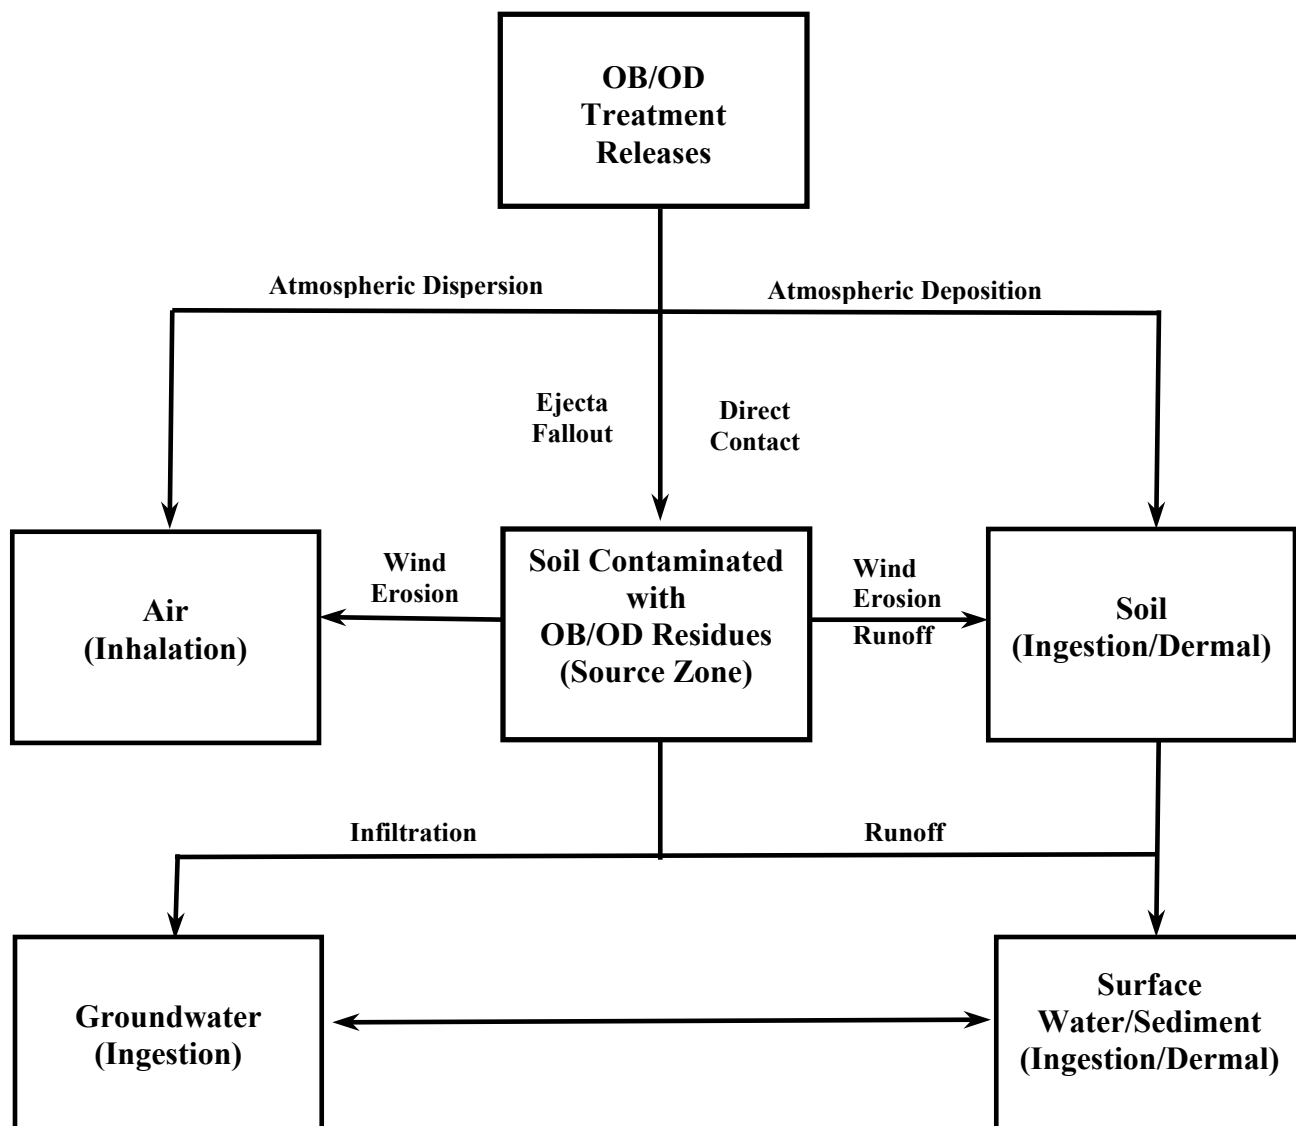 OB/OD
Treatment
Releases
Atmospheric Dispersion
Atmospheric Deposition
Ejecta
Fallout
Direct
Contact
Air
(Inhalation)
Wind
Erosion
Soil Contaminated
with
OB/OD Residues
(Source Zone)
Wind
Erosion
Runoff
Soil
(Ingestion/Dermal)
Infiltration
Runoff
Groundwater
(Ingestion)
Surface
Water/Sediment
(Ingestion/Dermal)